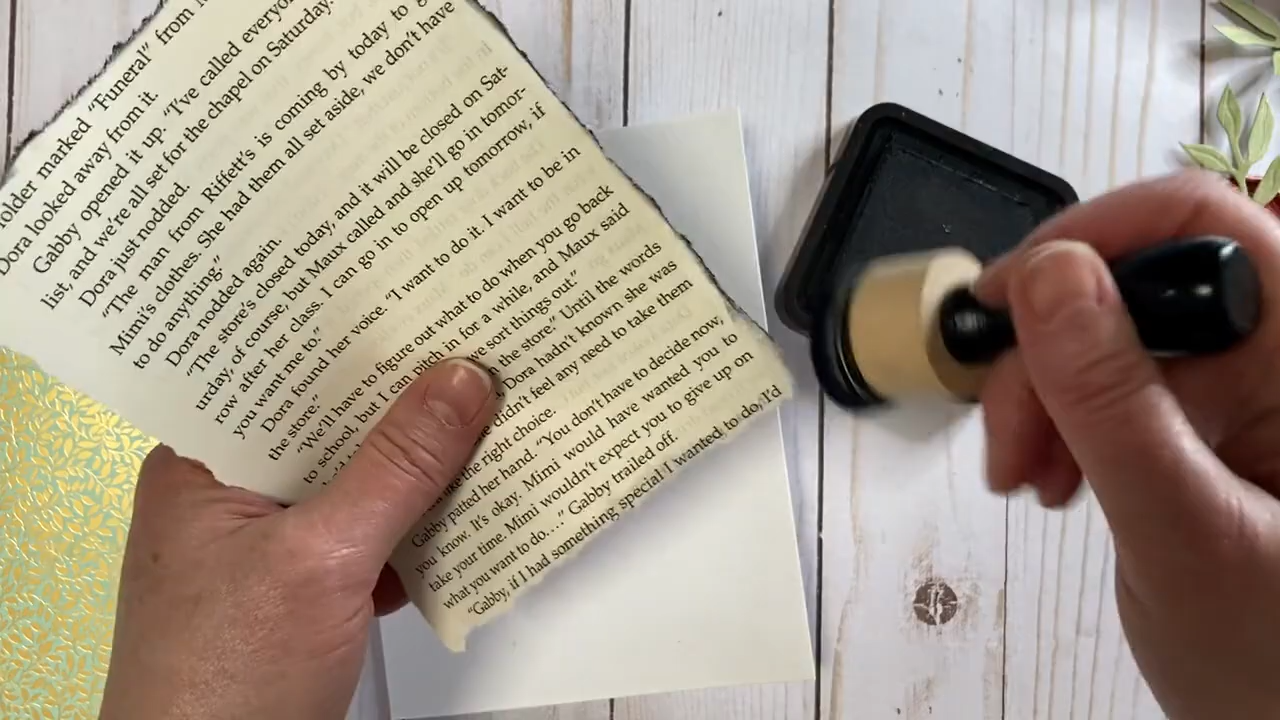 folder marked "Funeral" from
Dora looked away from it.
Gabby opened it up. "I've called everyo
list, and we're all set for the chapel on Saturday.
Dora just nodded.
"The man from Riffett's is coming by today to g
Mimi's clothes. She had them all set aside, we don't have
to do anything."
Dora nodded again.
"The store's closed today, and it will be closed on Sat-
urday, of course, but Maux called and she'll go in tomor-
row after her class. I can go in to open up tomorrow, if
you want me to."
Dora found her voice. "I want to do it. I want to be in
the store."
"We'll have to figure out what to do when you go back
to school, but I can pitch in for a while, and Maux said
sort things out."
the store." Until the words
, Dora hadn't known she was
didn't feel any need to take them
like the right choice.
Gabby patted her hand. "You don't have to decide now,
you know. It's okay. Mimi would have wanted you to
take your time. Mimi wouldn't expect you to give up on
what you want to do...." Gabby trailed off.
"Gabby, if I had something special I wanted to do, I'd